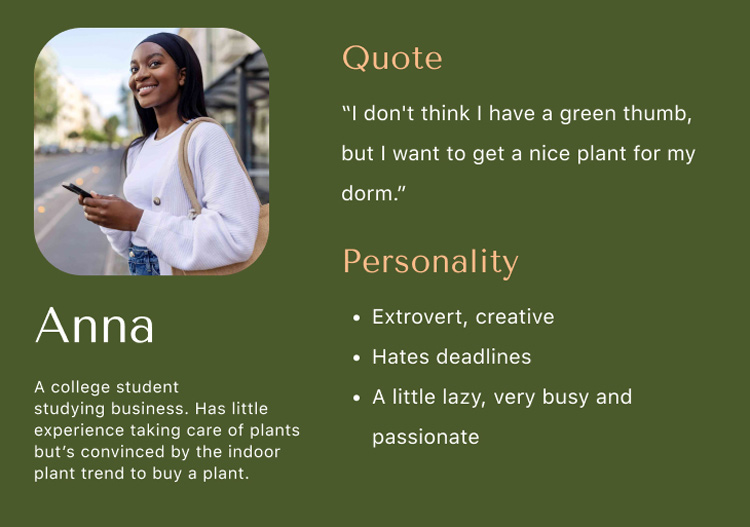 Quote
“I don't think I have a green thumb,
but I want to get a nice plant for my
dorm.”
Personality
• Extrovert, creative
• Hates deadlines
• A little lazy, very busy and
passionate
Anna
A college student
studying business. Has little
experience taking care of plants
but’s convinced by the indoor
plant trend to buy a plant.